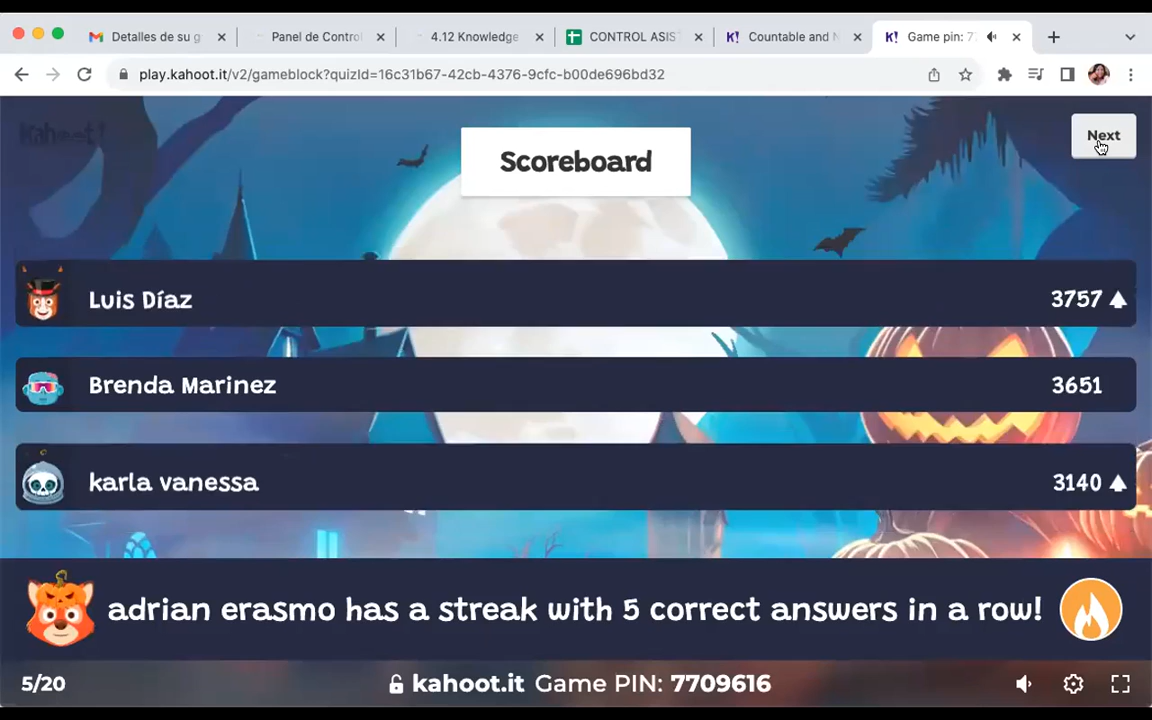 Detalles de su g
Panel de Contro
4.12 Knowledge
CONTROL ASIS
K! Countable and N
K! Game pin: 7
play.kahoot.it/v2/gameblock?quizId=16c31b67-42cb-4376-9cfc-b00de696bd32
Kahoot!
Next
Scoreboard
Luis Díaz 3757
Brenda Marinez 3651
karla vanessa 3140
adrian erasmo has a streak with 5 correct answers in a row!
5/20
kahoot.it Game PIN: 7709616